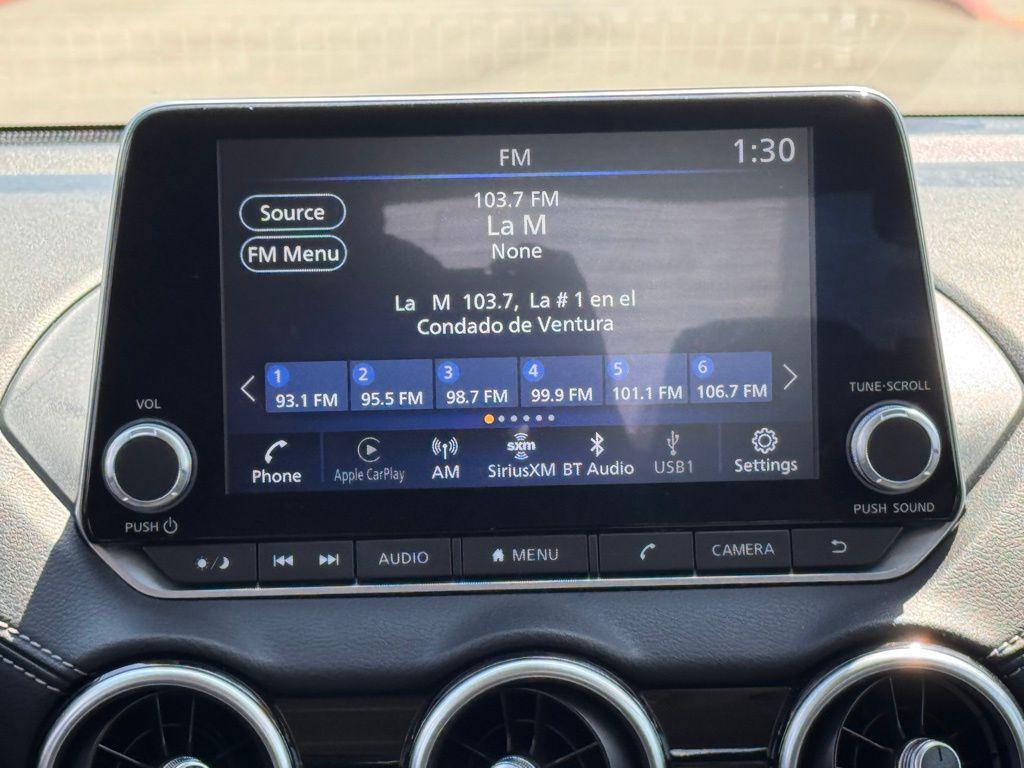 FM
1:30
Source
FM Menu
103.7 FM
La M
None
La M 103.7, La # 1 en el
Condado de Ventura
1 2 3 4 5 6
93.1 FM 95.5 FM 98.7 FM 99.9 FM 101.1 FM 106.7 FM
Phone Apple CarPlay AM sxm SiriusXM BT Audio USB1 Settings
VOL
PUSH
TUNE·SCROLL
PUSH SOUND
AUDIO MENU CAMERA